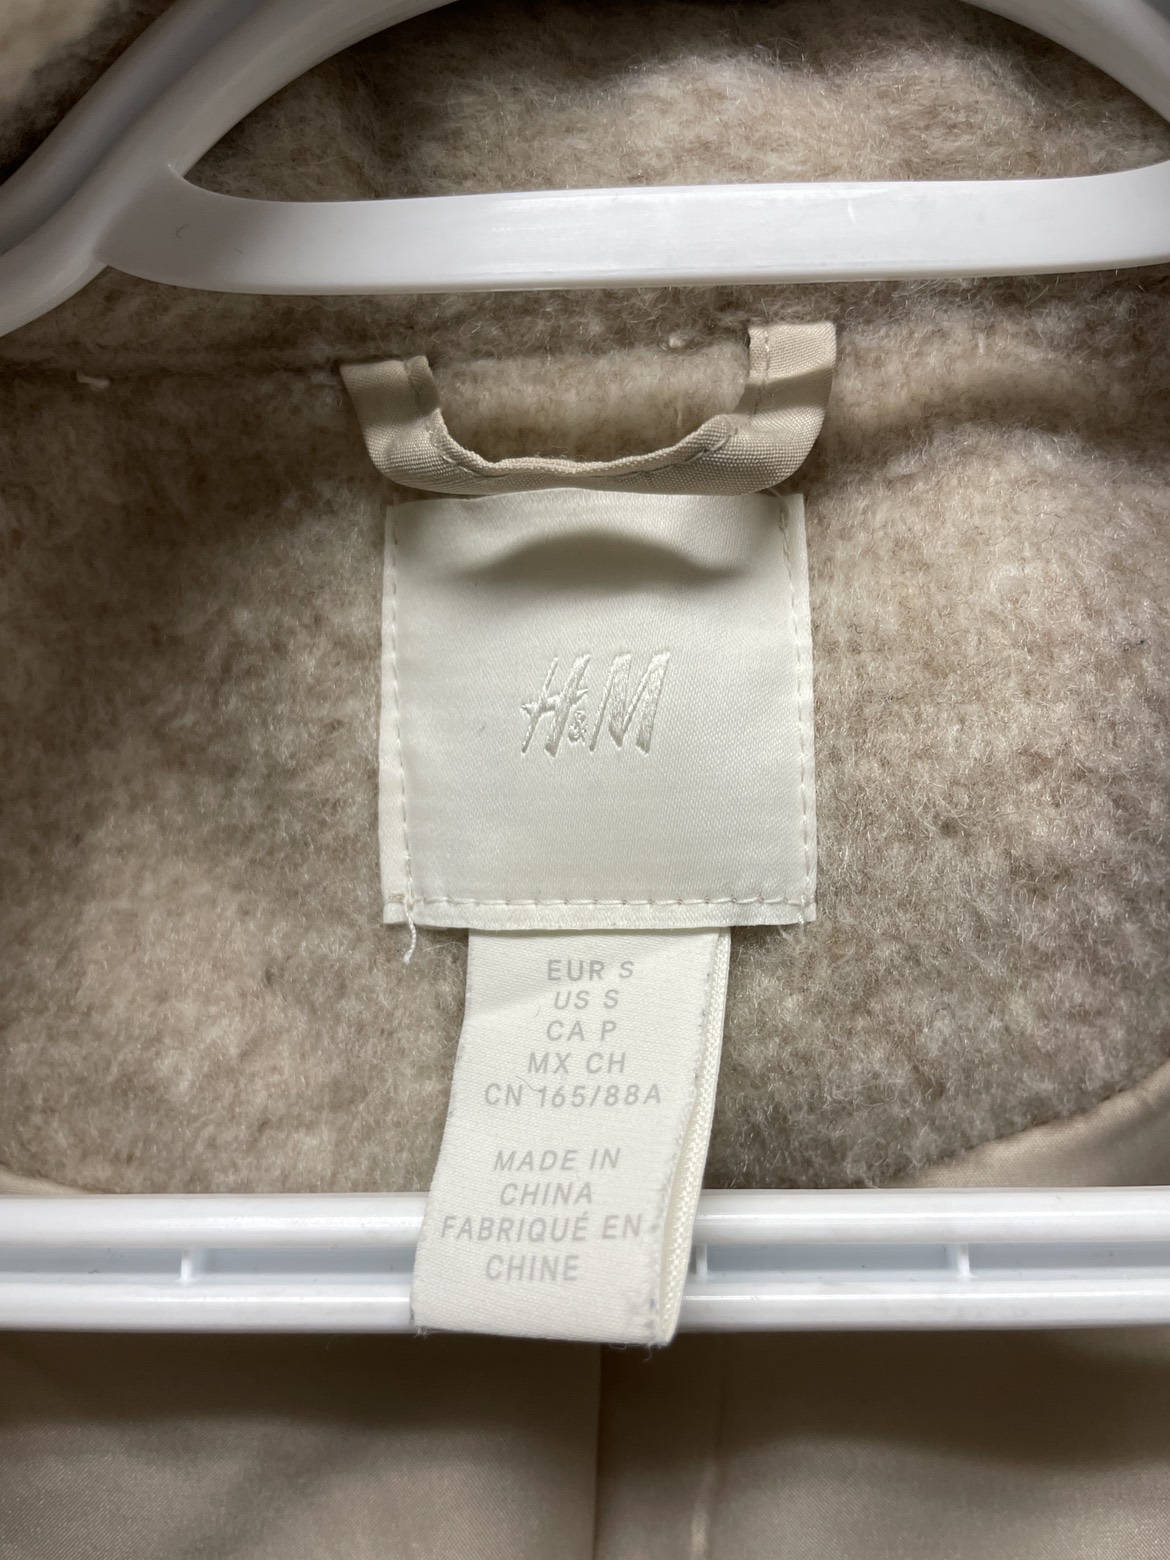 H&M
EUR S
US S
CA P
MX CH
CN 165/88A
MADE IN
CHINA
FABRIQUÉ EN
CHINE